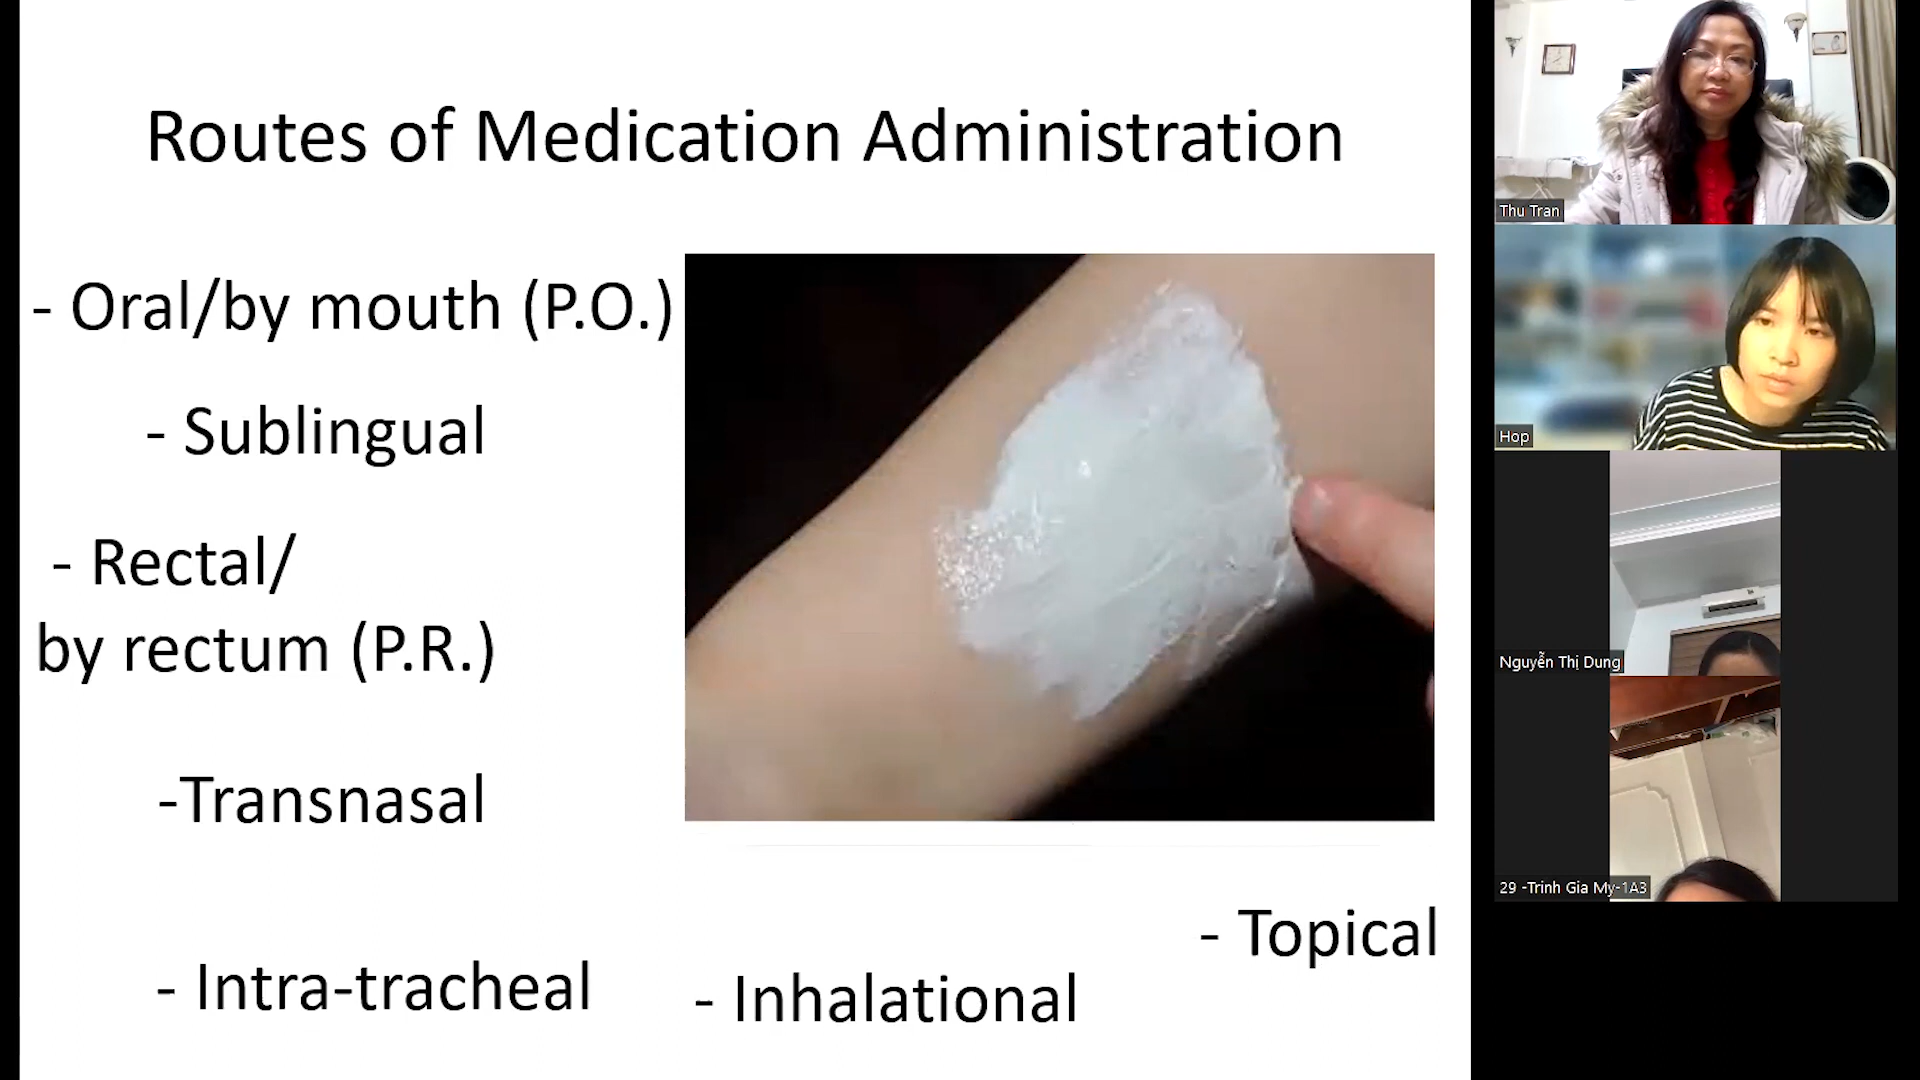 Routes of Medication Administration
- Oral/by mouth (P.O.)
- Sublingual
- Rectal/
by rectum (P.R.)
-Transnasal
- Intra-tracheal
- Inhalational
- Topical
Thu Tran
Hop
Nguyễn Thị Dung
29 -Trinh Gia My-1A3